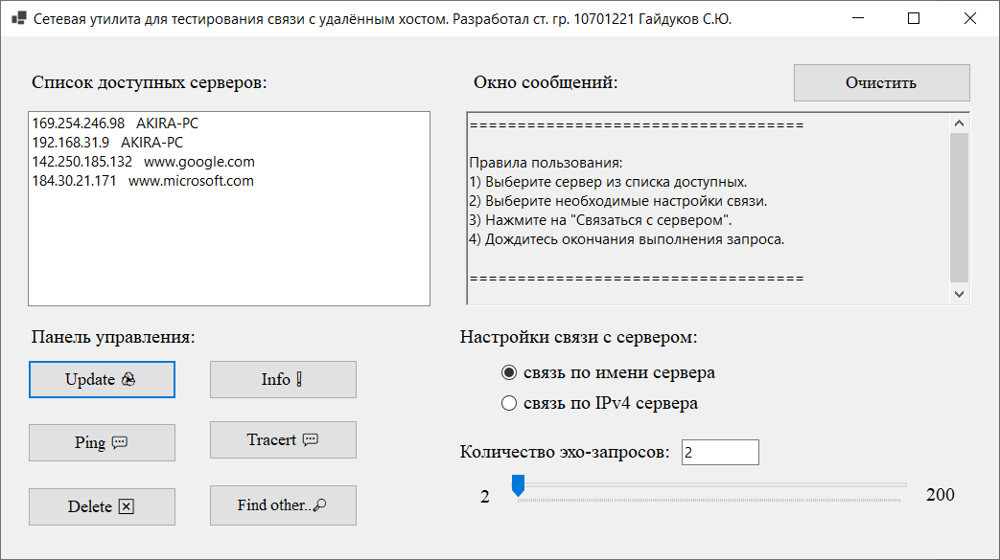 Сетевая утилита для тестирования связи с удалённым хостом. Разработал ст. гр. 10701221 Гайдуков С.Ю.
Список доступных серверов:
169.254.246.98 AKIRA-PC
192.168.31.9 AKIRA-PC
142.250.185.132 www.google.com
184.30.21.171 www.microsoft.com
Окно сообщений:
Очистить
===================================
Правила пользования:
1) Выберите сервер из списка доступных.
2) Выберите необходимые настройки связи.
3) Нажмите на "Связаться с сервером".
4) Дождитесь окончания выполнения запроса.
===================================
Панель управления:
Update
Info
Ping
Tracert
Delete
Find other..
Настройки связи с сервером:
связь по имени сервера
связь по IPv4 сервера
Количество эхо-запросов: 2
2
200